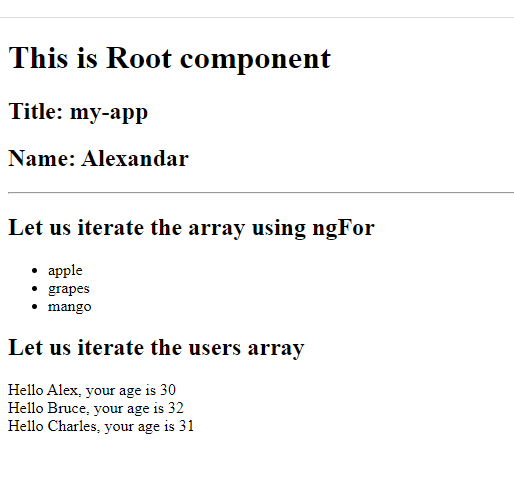 This is Root component
Title: my-app
Name: Alexandar
Let us iterate the array using ngFor
apple
grapes
mango
Let us iterate the users array
Hello Alex, your age is 30
Hello Bruce, your age is 32
Hello Charles, your age is 31